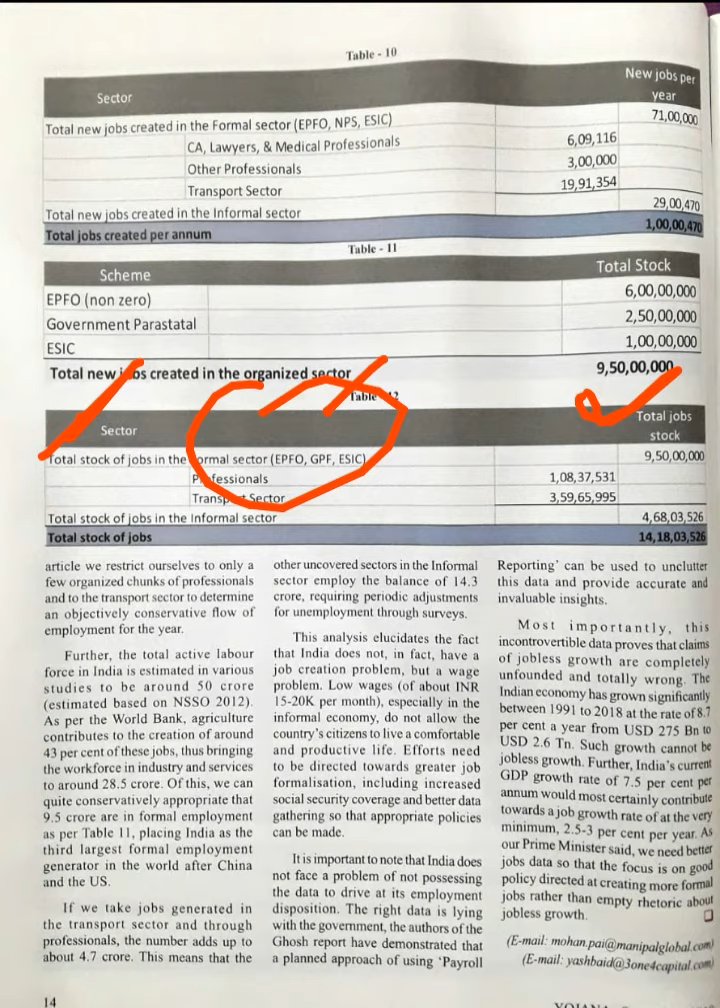 Table - 10
Sector New jobs per year
Total new jobs created in the Formal sector (EPFO, NPS, ESIC) 71,00,000
CA, Lawyers, & Medical Professionals 6,09,116
Other Professionals 3,00,000
Transport Sector 19,91,354
Total new jobs created in the Informal sector 29,00,470
Total jobs created per annum 1,00,00,470
Table - 11
Scheme Total Stock
EPFO (non zero) 6,00,00,000
Government Parastatal 2,50,00,000
ESIC 1,00,00,000
Total new jobs created in the organized sector 9,50,00,000
Table - 12
Sector Total jobs stock
Total stock of jobs in the Formal sector (EPFO, GPF, ESIC) 9,50,00,000
Professionals 1,08,37,531
Transport Sector 3,59,65,995
Total stock of jobs in the Informal sector 4,68,03,526
Total stock of jobs 14,18,03,526
article we restrict ourselves to only a
few organized chunks of professionals
and to the transport sector to determine
an objectively conservative flow of
employment for the year.
Further, the total active labour
force in India is estimated in various
studies to be around 50 crore
(estimated based on NSSO 2012).
As per the World Bank, agriculture
contributes to the creation of around
43 per cent of these jobs, thus bringing
the workforce in industry and services
to around 28.5 crore. Of this, we can
quite conservatively appropriate that
9.5 crore are in formal employment
as per Table 11, placing India as the
third largest formal employment
generator in the world after China
and the US.
If we take jobs generated in
the transport sector and through
professionals, the number adds up to
about 4.7 crore. This means that the
other uncovered sectors in the Informal
sector employ the balance of 14.3
crore, requiring periodic adjustments
for unemployment through surveys.
This analysis elucidates the fact
that India does not, in fact, have a
job creation problem, but a wage
problem. Low wages (of about INR
15-20K per month), especially in the
informal economy, do not allow the
country's citizens to live a comfortable
and productive life. Efforts need
to be directed towards greater job
formalisation, including increased
social security coverage and better data
gathering so that appropriate policies
can be made.
It is important to note that India does
not face a problem of not possessing
the data to drive at its employment
disposition. The right data is lying
with the government, the authors of the
Ghosh report have demonstrated that
a planned approach of using 'Payroll
Reporting' can be used to unclutter
this data and provide accurate and
invaluable insights.
Most importantly, this
incontrovertible data proves that claims
of jobless growth are completely
unfounded and totally wrong. The
Indian economy has grown significantly
between 1991 to 2018 at the rate of 8.7
per cent a year from USD 275 Bn to
USD 2.6 Tn. Such growth cannot be
jobless growth. Further, India's current
GDP growth rate of 7.5 per cent per
annum would most certainly contribute
towards a job growth rate of at the very
minimum, 2.5-3 per cent per year. As
our Prime Minister said, we need better
jobs data so that the focus is on good
policy directed at creating more formal
jobs rather than empty rhetoric about
jobless growth.
(E-mail: mohan.pai@manipalglobal.com)
(E-mail: yashbaid@3one4capital.com)
14